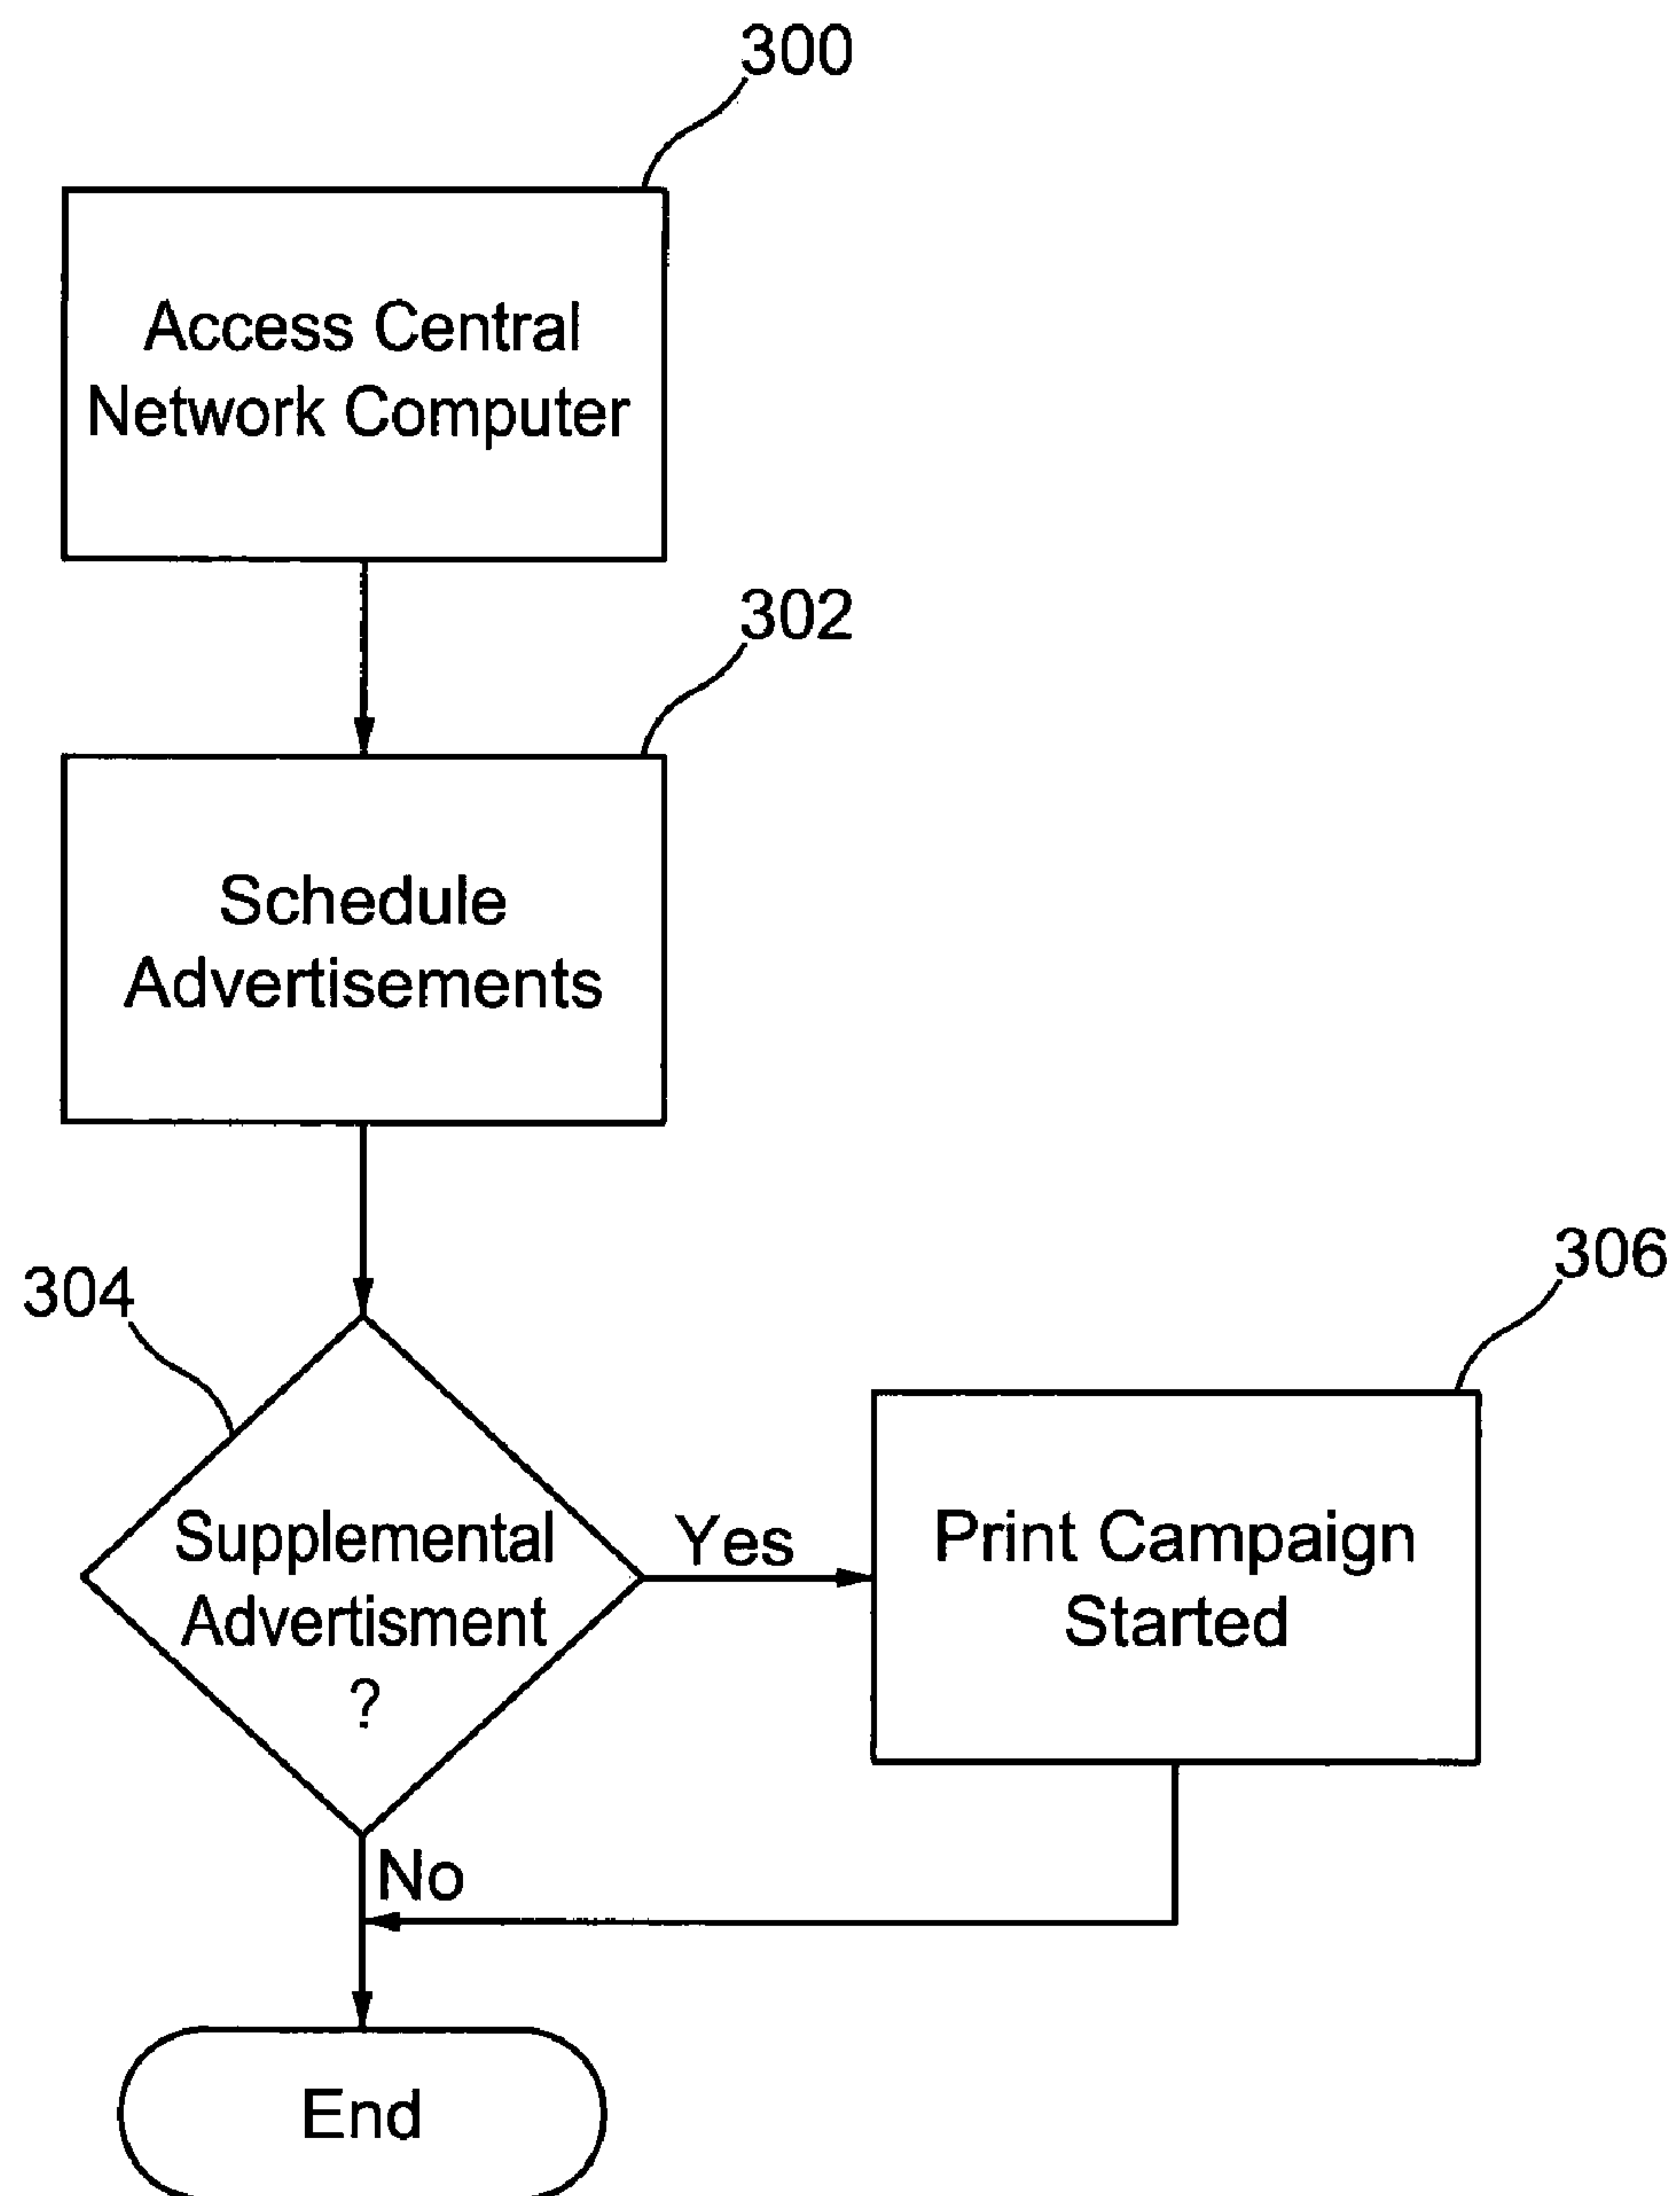 300
Access Central
Network Computer
302
Schedule
Advertisements
304
306
Supplemental
Advertisment
?
Yes
Print Campaign
Started
No
End